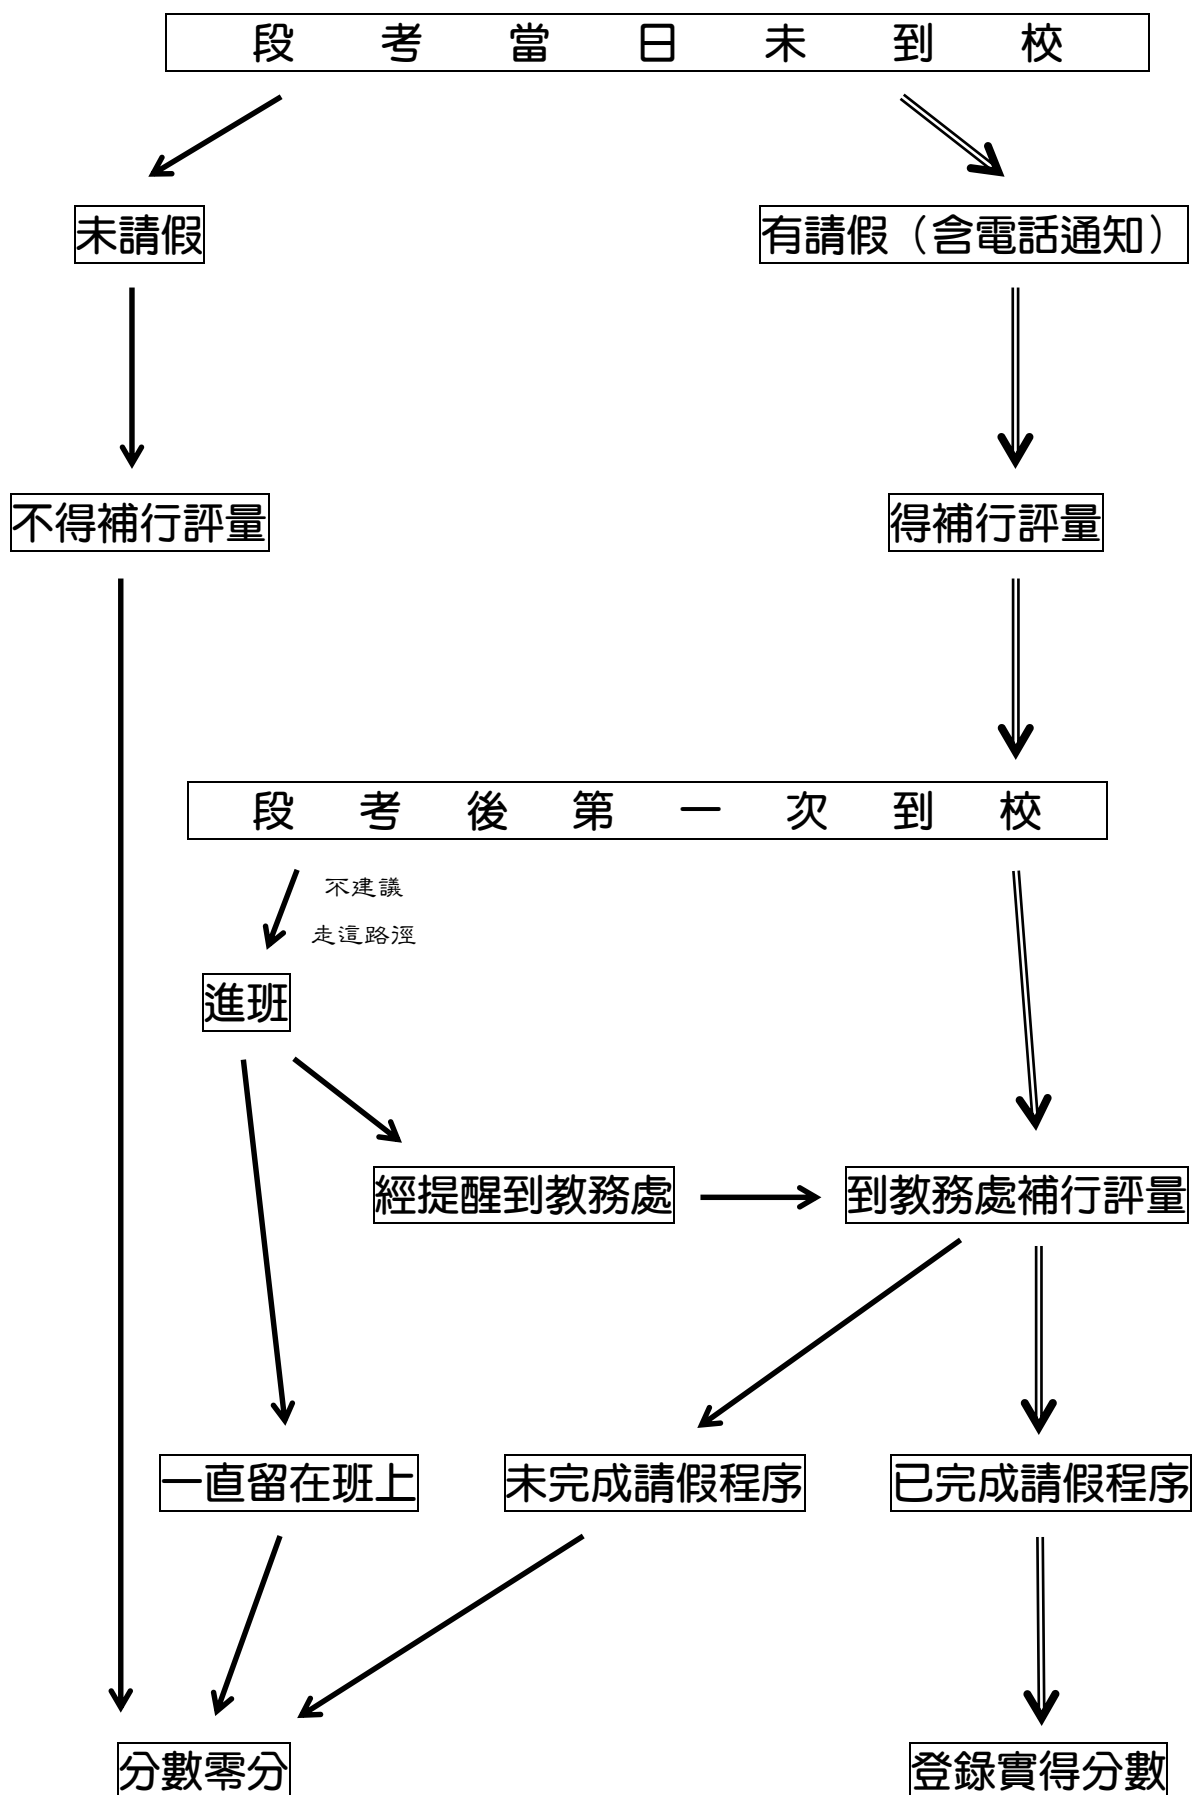 段考當日未到校
未請假
有請假（含電話通知）
不得補行評量
得補行評量
段考後第一次到校
不建議
走這路徑
進班
經提醒到教務處
到教務處補行評量
一直留在班上
未完成請假程序
已完成請假程序
分數零分
登錄實得分數